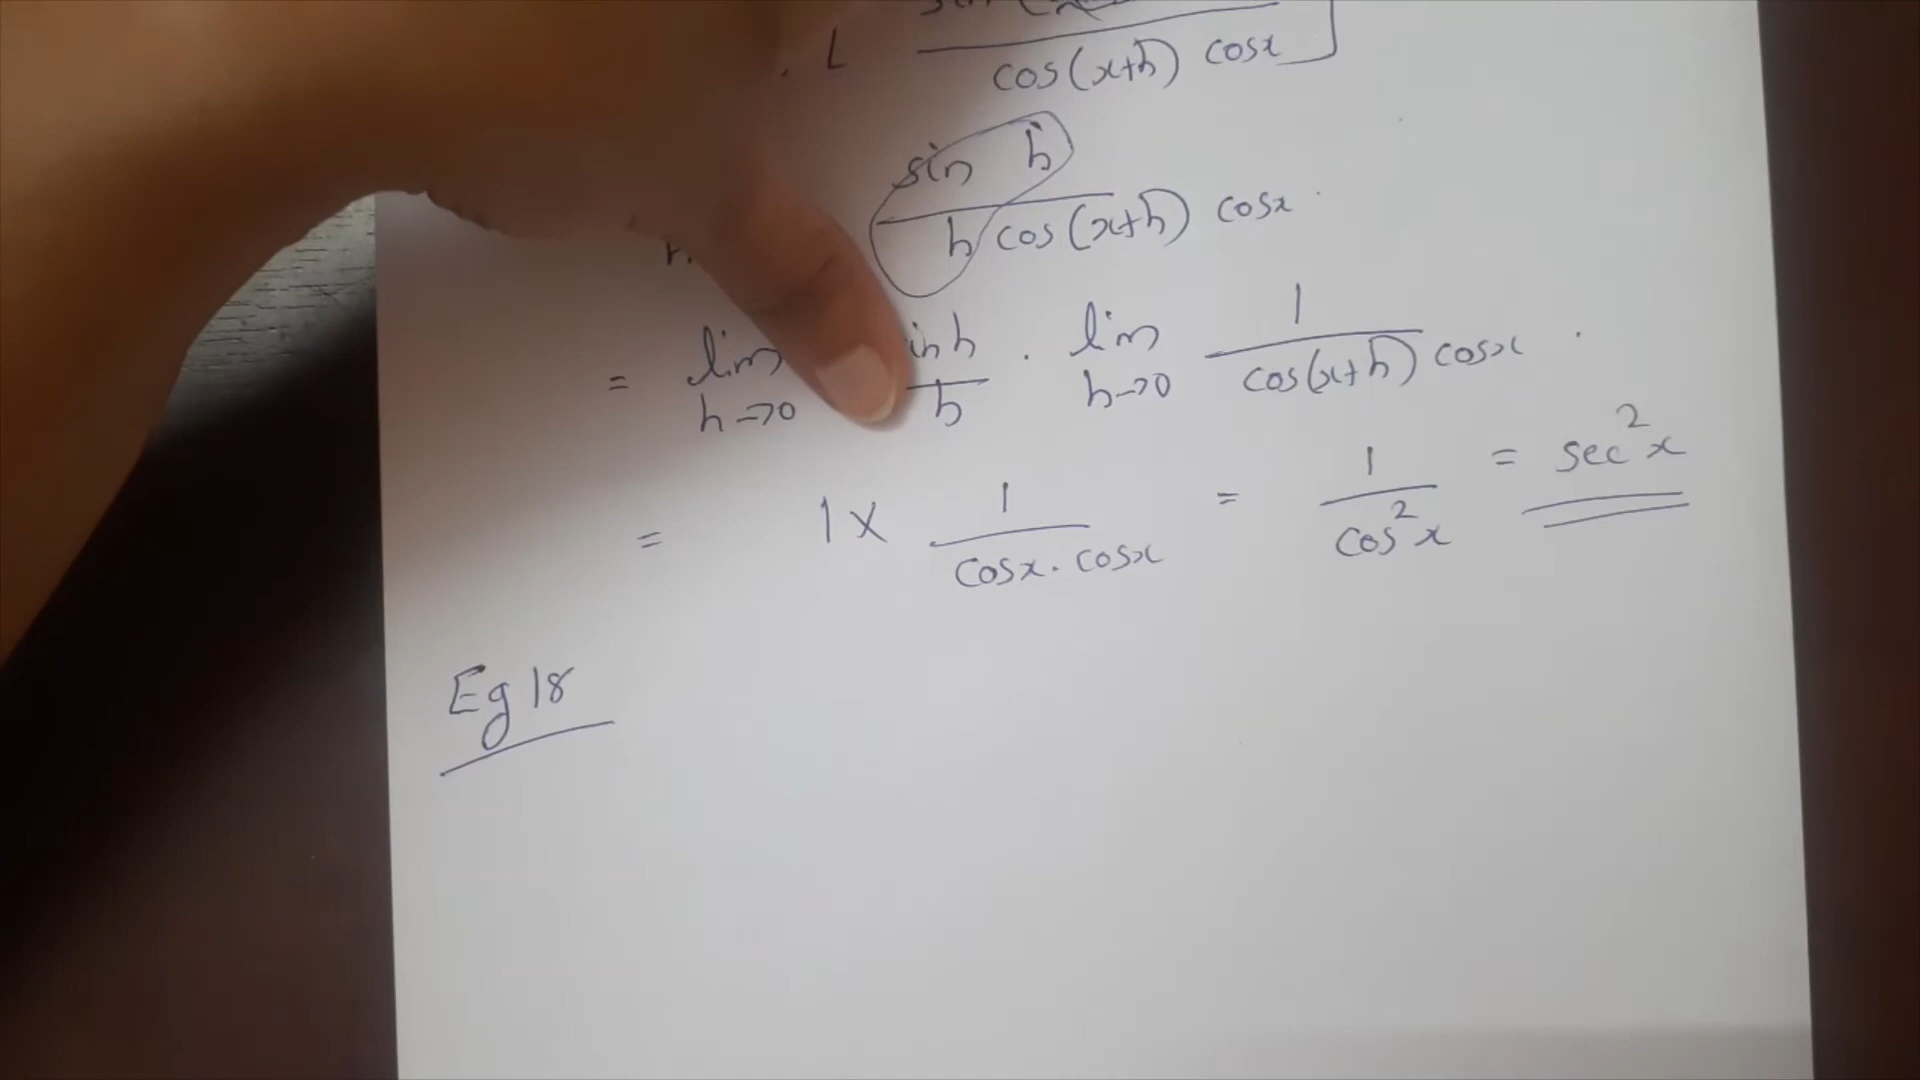 cos(x+h) cosx
sin h
h cos(x+h) cosx
= lim h→0 inh/h . lim h→0 1/cos(x+h) cosx .
= 1 x 1/cosx . cosx = 1/cos²x = sec²x
Eg 18